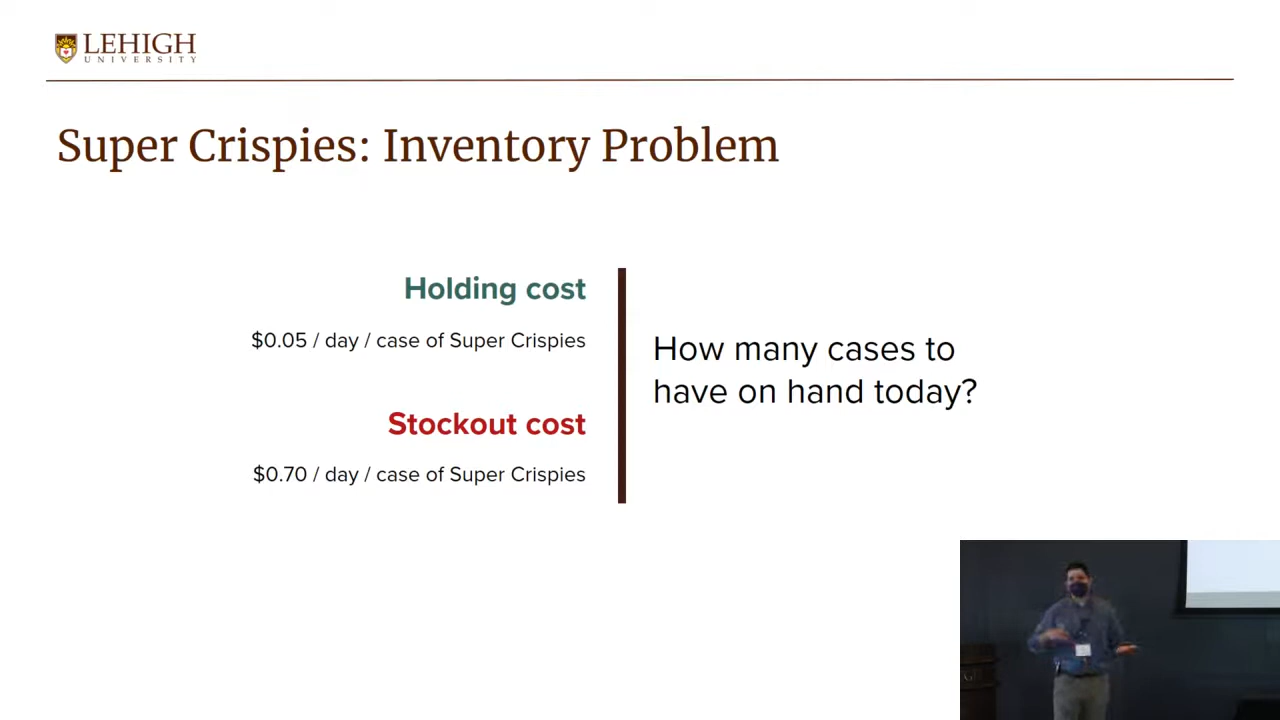 LEHIGH
UNIVERSITY
Super Crispies: Inventory Problem
Holding cost
$0.05 / day / case of Super Crispies
Stockout cost
$0.70 / day / case of Super Crispies
How many cases to
have on hand today?